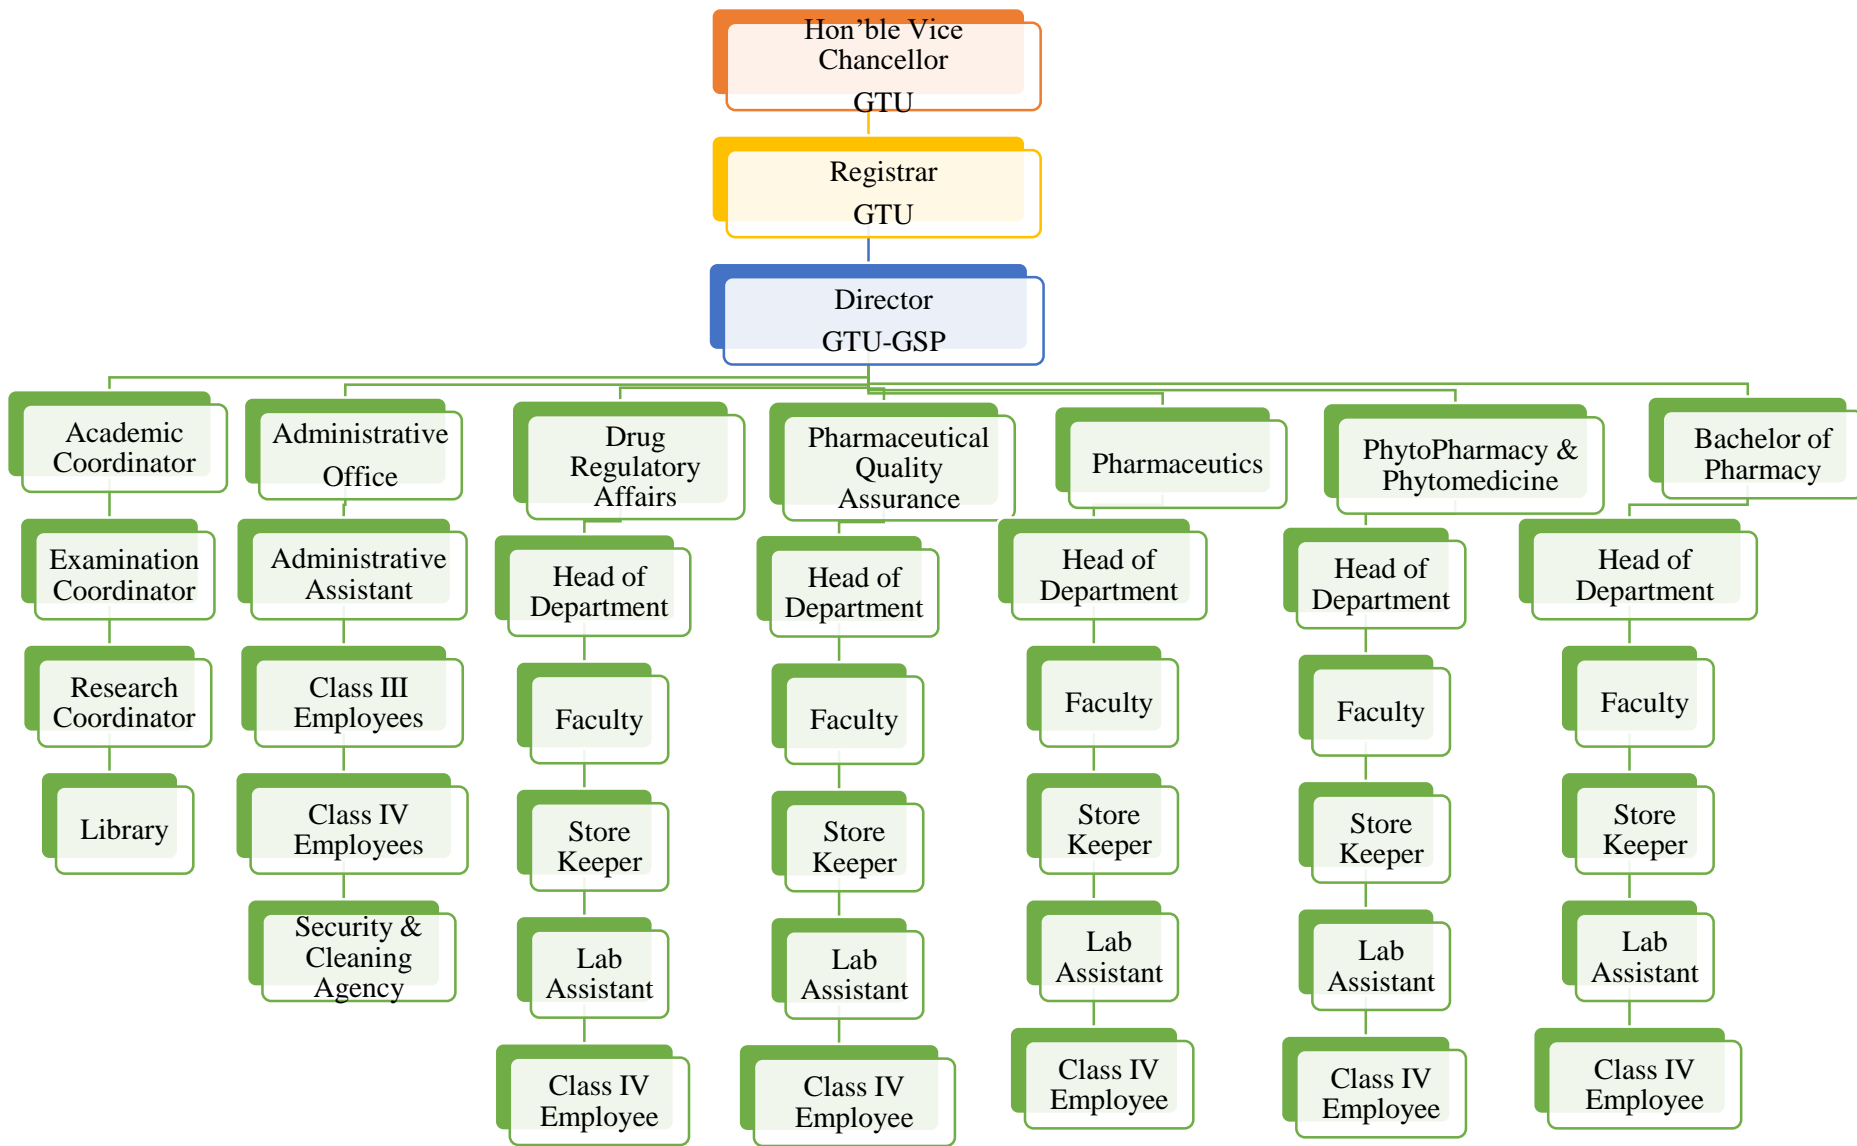 Hon’ble Vice
Chancellor
GTU
Registrar
GTU
Director
GTU-GSP
Academic
Coordinator
Examination
Coordinator
Research
Coordinator
Library
Administrative
Office
Administrative
Assistant
Class III
Employees
Class IV
Employees
Security &
Cleaning
Agency
Drug
Regulatory
Affairs
Head of
Department
Faculty
Store
Keeper
Lab
Assistant
Class IV
Employee
Pharmaceutical
Quality
Assurance
Head of
Department
Faculty
Store
Keeper
Lab
Assistant
Class IV
Employee
Pharmaceutics
Head of
Department
Faculty
Store
Keeper
Lab
Assistant
Class IV
Employee
PhytoPharmacy &
Phytomedicine
Head of
Department
Faculty
Store
Keeper
Lab
Assistant
Class IV
Employee
Bachelor of
Pharmacy
Head of
Department
Faculty
Store
Keeper
Lab
Assistant
Class IV
Employee